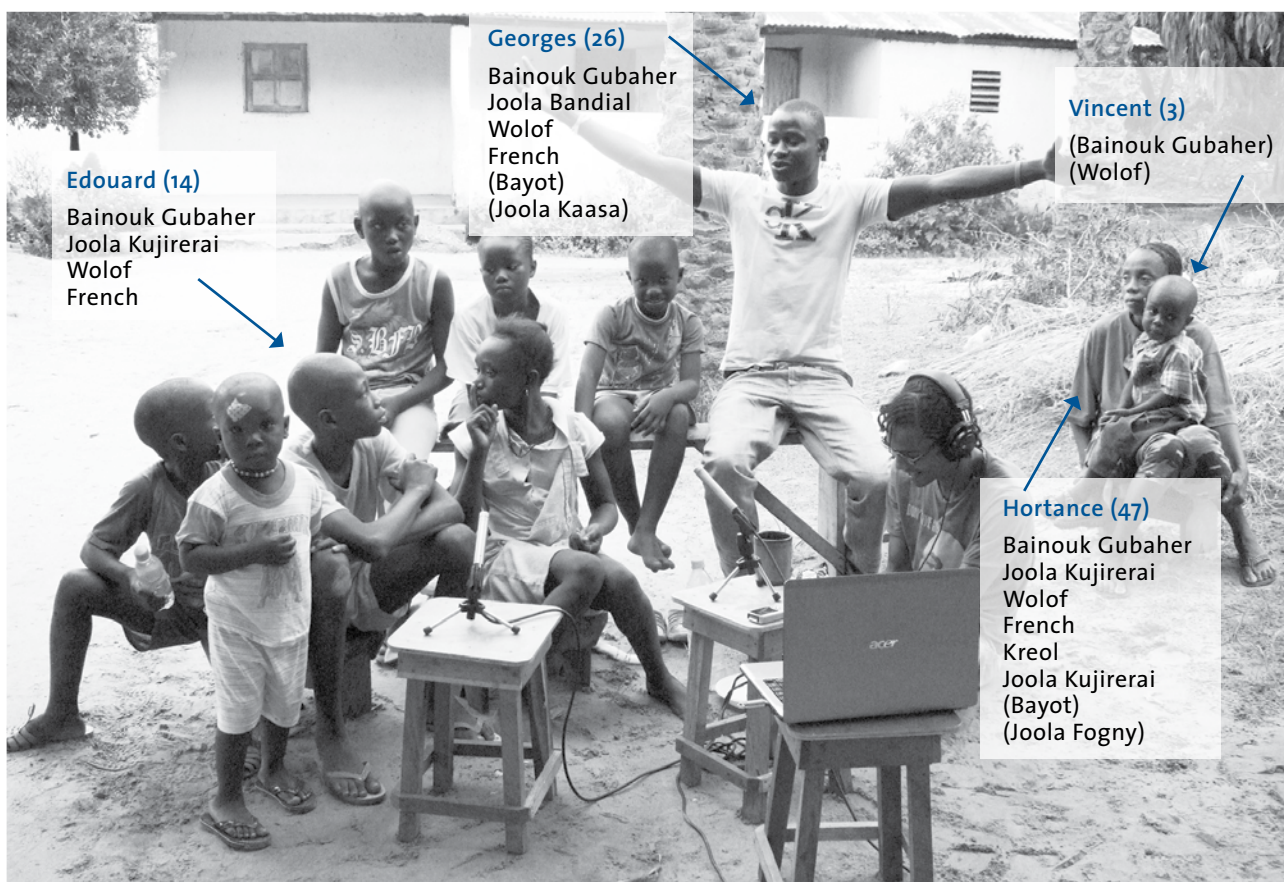 Georges (26)
Bainouk Gubaher
Joola Bandial
Wolof
French
(Bayot)
(Joola Kaasa)
Vincent (3)
(Bainouk Gubaher)
(Wolof)
Edouard (14)
Bainouk Gubaher
Joola Kujirerai
Wolof
French
Hortance (47)
Bainouk Gubaher
Joola Kujirerai
Wolof
French
Kreol
Joola Kujirerai
(Bayot)
(Joola Fogny)
acer